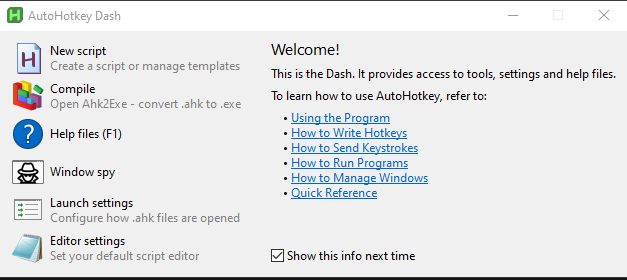 AutoHotkey Dash
New script
Create a script or manage templates
Compile
Open Ahk2Exe - convert .ahk to .exe
Help files (F1)
Window spy
Launch settings
Configure how .ahk files are opened
Editor settings
Set your default script editor
Welcome!
This is the Dash. It provides access to tools, settings and help files.
To learn how to use AutoHotkey, refer to:
• Using the Program
• How to Write Hotkeys
• How to Send Keystrokes
• How to Run Programs
• How to Manage Windows
• Quick Reference
Show this info next time